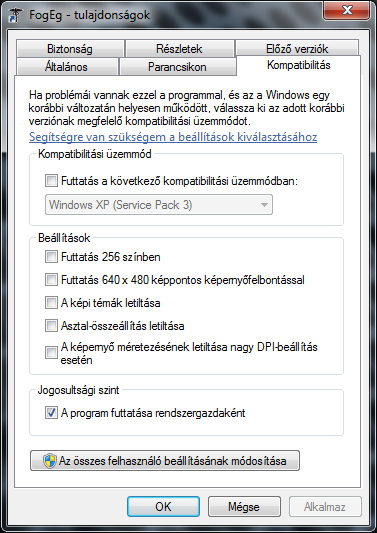 FogEg - tulajdonságok
Biztonság
Részletek
Előző verziók
Általános
Parancsikon
Kompatibilitás
Ha problémái vannak ezzel a programmal, és az a Windows egy
korábbi változatán helyesen működött, válassza ki az adott korábbi
verziónak megfelelő kompatibilitási üzemmódot.
Segítségre van szükségem a beállítások kiválasztásához
Kompatibilitási üzemmód
Futtatás a következő kompatibilitási üzemmódban:
Windows XP (Service Pack 3)
Beállítások
Futtatás 256 színben
Futtatás 640 x 480 képpontos képernyőfelbontással
A képi témák letiltása
Asztal-összeállítás letiltása
A képernyő méretezésének letiltása nagy DPI-beállítás
esetén
Jogosultsági szint
A program futtatása rendszergazdaként
Az összes felhasználó beállításának módosítása
OK
Mégse
Alkalmaz